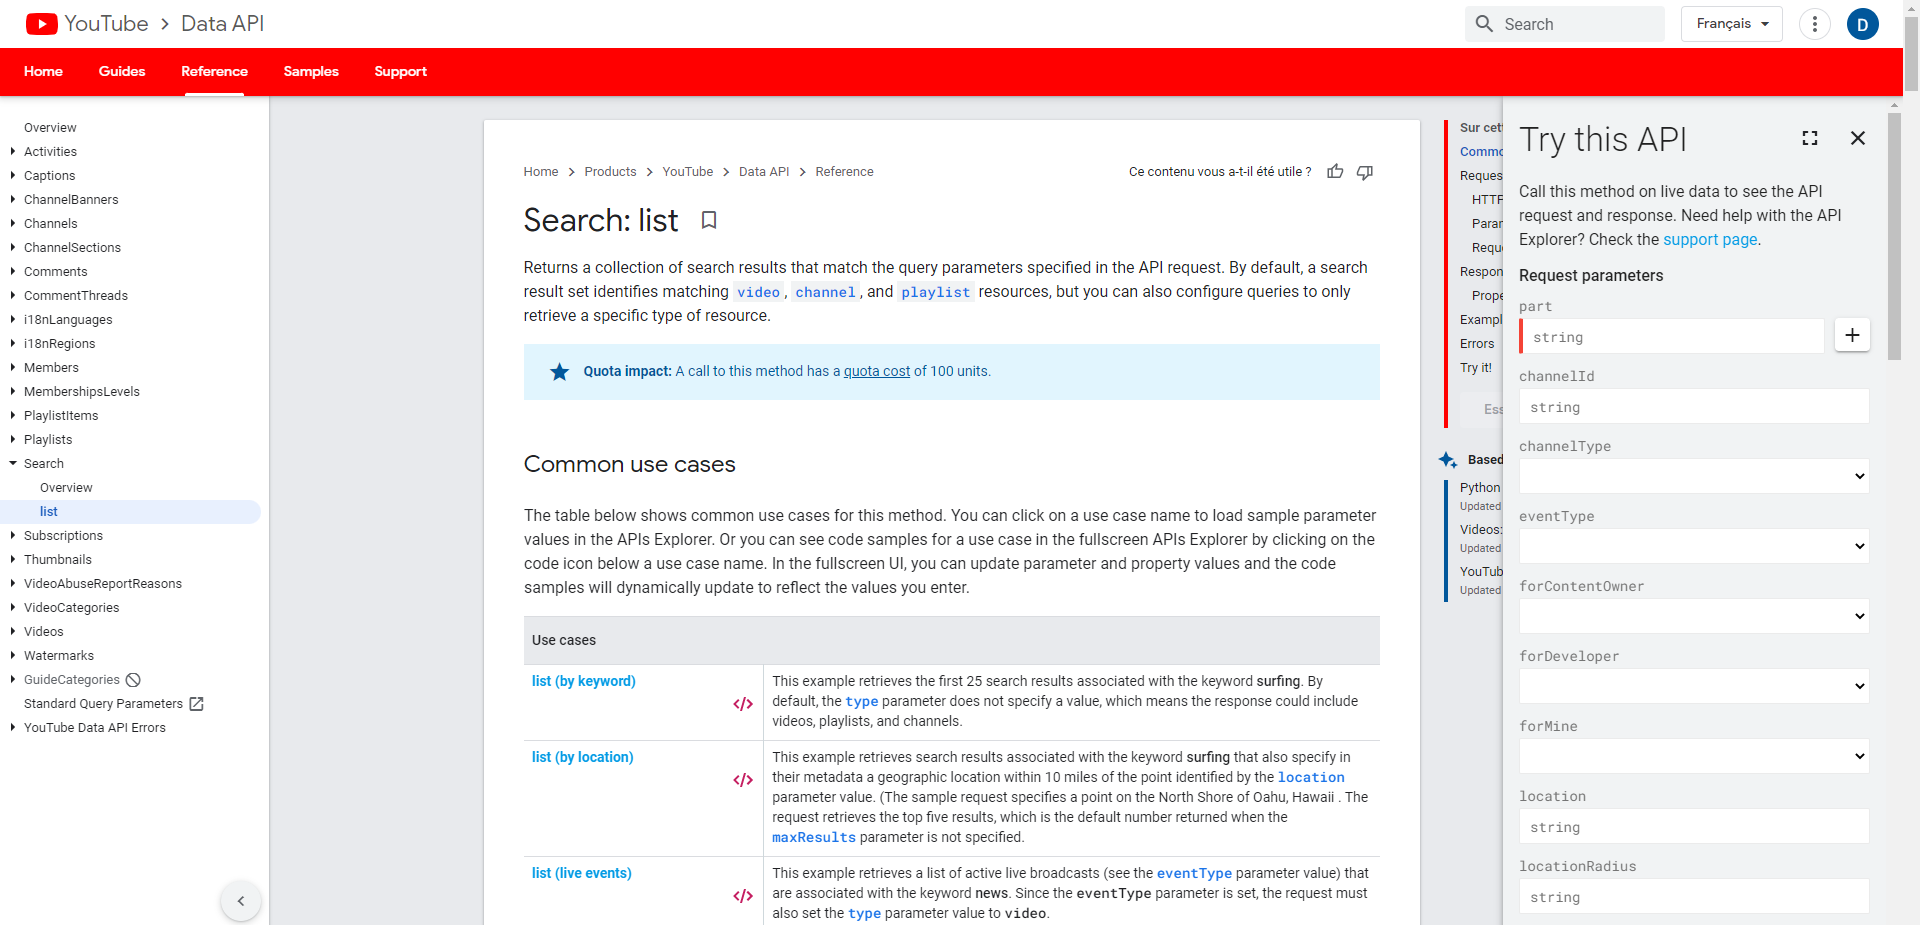 YouTube > Data API
Search
Français
D
Home
Guides
Reference
Samples
Support
Overview
Activities
Captions
ChannelBanners
Channels
ChannelSections
Comments
CommentThreads
i18nLanguages
i18nRegions
Members
MembershipsLevels
PlaylistItems
Playlists
Search
Overview
list
Subscriptions
Thumbnails
VideoAbuseReportReasons
VideoCategories
Videos
Watermarks
GuideCategories
Standard Query Parameters
YouTube Data API Errors
Home > Products > YouTube > Data API > Reference
Ce contenu vous a-t-il été utile ?
Search: list
Returns a collection of search results that match the query parameters specified in the API request. By default, a search
result set identifies matching video, channel, and playlist resources, but you can also configure queries to only
retrieve a specific type of resource.
Quota impact: A call to this method has a quota cost of 100 units.
Common use cases
The table below shows common use cases for this method. You can click on a use case name to load sample parameter
values in the APIs Explorer. Or you can see code samples for a use case in the fullscreen APIs Explorer by clicking on the
code icon below a use case name. In the fullscreen UI, you can update parameter and property values and the code
samples will dynamically update to reflect the values you enter.
Use cases
list (by keyword)
</>
This example retrieves the first 25 search results associated with the keyword surfing. By
default, the type parameter does not specify a value, which means the response could include
videos, playlists, and channels.
list (by location)
</>
This example retrieves search results associated with the keyword surfing that also specify in
their metadata a geographic location within 10 miles of the point identified by the location
parameter value. (The sample request specifies a point on the North Shore of Oahu, Hawaii . The
request retrieves the top five results, which is the default number returned when the
maxResults parameter is not specified.
list (live events)
</>
This example retrieves a list of active live broadcasts (see the eventType parameter value) that
are associated with the keyword news. Since the eventType parameter is set, the request must
also set the type parameter value to video.
Sur cet
Commo
Reques
HTTF
Parar
Requ
Respon
Prope
Exampl
Errors
Try it!
Ess
Based
Python
Updated
Videos:
Updated
YouTub
Updated
Try this API
Call this method on live data to see the API
request and response. Need help with the API
Explorer? Check the support page.
Request parameters
part
string
+
channelId
string
channelType
eventType
forContentOwner
forDeveloper
forMine
location
string
locationRadius
string